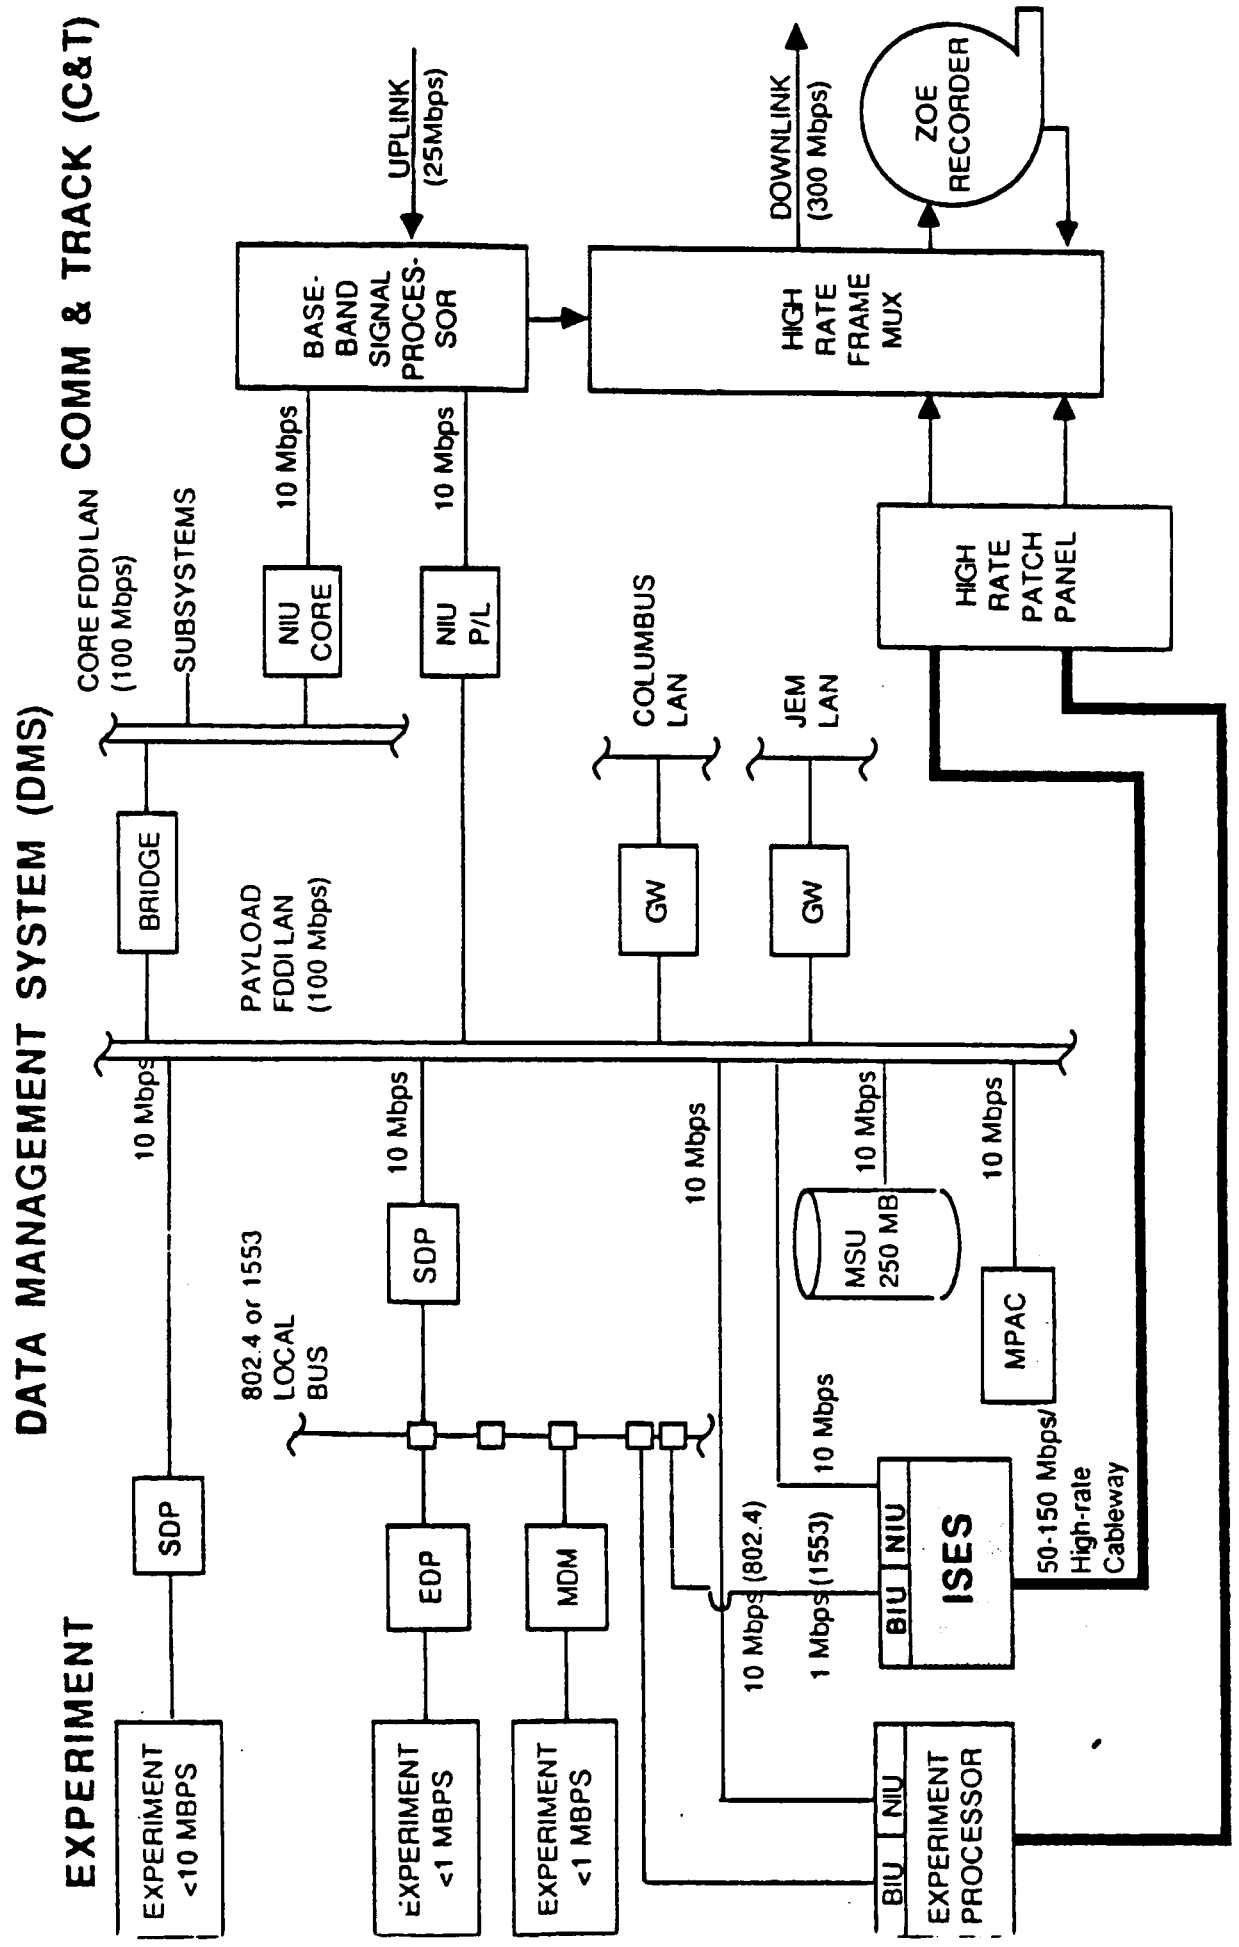 DATA MANAGEMENT SYSTEM (DMS)
EXPERIMENT
COMM & TRACK (C&T)
CORE FDDI LAN
(100 Mbps)
SUBSYSTEMS
BRIDGE
NIU
CORE
10 Mbps
BASE-
BAND
SIGNAL
PROCES-
SOR
UPLINK
(25Mbps)
EXPERIMENT
<10 MBPS
SDP
10 Mbps
PAYLOAD
FDDI LAN
(100 Mbps)
NIU
P/L
10 Mbps
802.4 or 1553
LOCAL
BUS
EXPERIMENT
<1 MBPS
EDP
SDP
10 Mbps
EXPERIMENT
<1 MBPS
MDM
GW
COLUMBUS
LAN
GW
JEM
LAN
HIGH
RATE
FRAME
MUX
DOWNLINK
(300 Mbps)
ZOE
RECORDER
10 Mbps
10 Mbps (802.4)
1 Mbps (1553)
10 Mbps
MSU
250 MB
10 Mbps
MPAC
10 Mbps
BIU
NIU
EXPERIMENT
PROCESSOR
BIU
NIU
ISES
50-150 Mbps/
High-rate
Cableway
HIGH
RATE
PATCH
PANEL